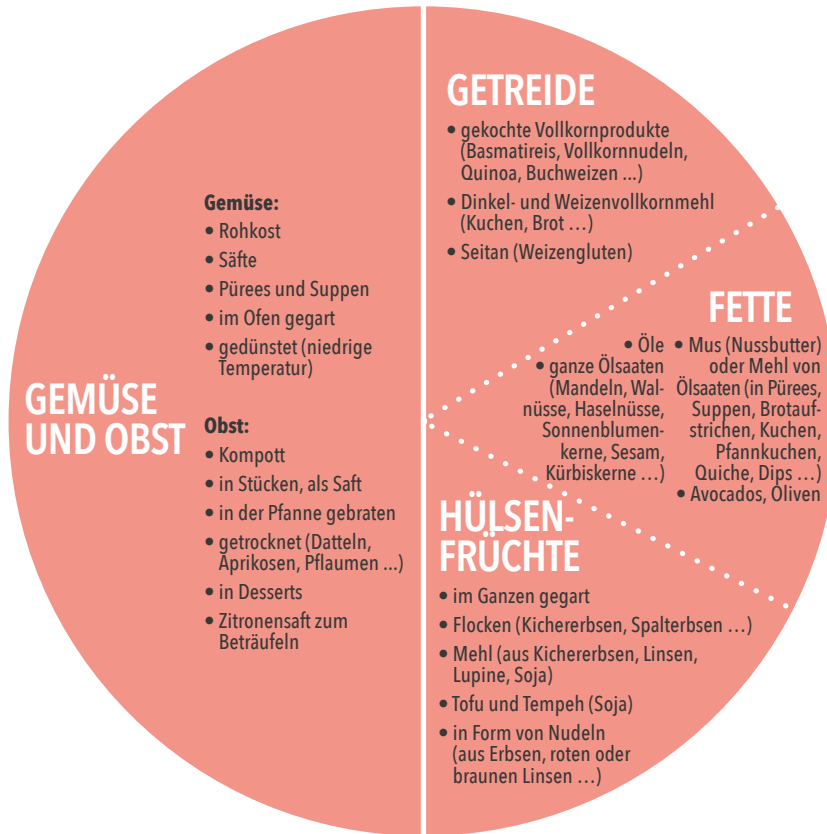 GEMÜSE
UND OBST
Gemüse:
• Rohkost
• Säfte
• Pürees und Suppen
• im Ofen gegart
• gedünstet (niedrige
Temperatur)
Obst:
• Kompott
• in Stücken, als Saft
• in der Pfanne gebraten
• getrocknet (Datteln,
Aprikosen, Pflaumen ...)
• in Desserts
• Zitronensaft zum
Beträufeln
GETREIDE
• gekochte Vollkornprodukte
(Basmatireis, Vollkornnudeln,
Quinoa, Buchweizen ...)
• Dinkel- und Weizenvollkornmehl
(Kuchen, Brot …)
• Seitan (Weizengluten)
FETTE
• Öle
• ganze Ölsaaten
(Mandeln, Wal-
nüsse, Haselnüsse,
Sonnenblumen-
kerne, Sesam,
Kürbiskerne …)
• Mus (Nussbutter)
oder Mehl von
Ölsaaten (in Pürees,
Suppen, Brotauf-
strichen, Kuchen,
Pfannkuchen,
Quiche, Dips …)
• Avocados, Oliven
HÜLSEN-
FRÜCHTE
• im Ganzen gegart
• Flocken (Kichererbsen, Spalterbsen …)
• Mehl (aus Kichererbsen, Linsen,
Lupine, Soja)
• Tofu und Tempeh (Soja)
• in Form von Nudeln
(aus Erbsen, roten oder
braunen Linsen …)